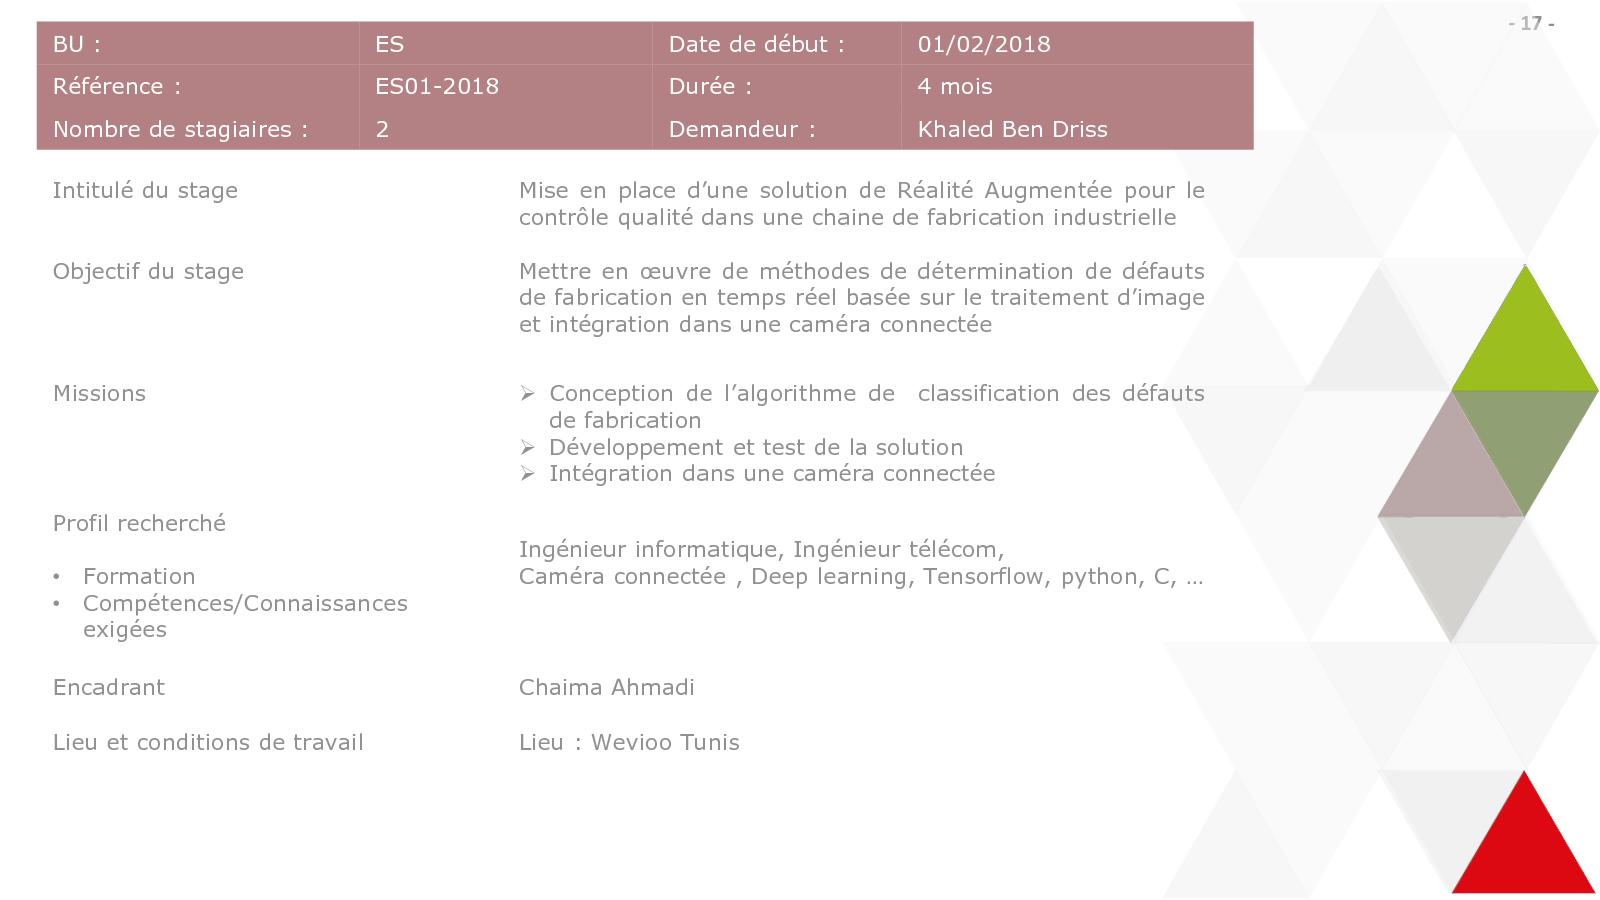 - 17 -
BU : ES Date de début : 01/02/2018
Référence : ES01-2018 Durée : 4 mois
Nombre de stagiaires : 2 Demandeur : Khaled Ben Driss
Intitulé du stage
Mise en place d’une solution de Réalité Augmentée pour le
contrôle qualité dans une chaine de fabrication industrielle
Objectif du stage
Mettre en œuvre de méthodes de détermination de défauts
de fabrication en temps réel basée sur le traitement d’image
et intégration dans une caméra connectée
Missions
➢ Conception de l’algorithme de classification des défauts
de fabrication
➢ Développement et test de la solution
➢ Intégration dans une caméra connectée
Profil recherché
• Formation
• Compétences/Connaissances
exigées
Ingénieur informatique, Ingénieur télécom,
Caméra connectée , Deep learning, Tensorflow, python, C, …
Encadrant
Chaima Ahmadi
Lieu et conditions de travail
Lieu : Wevioo Tunis